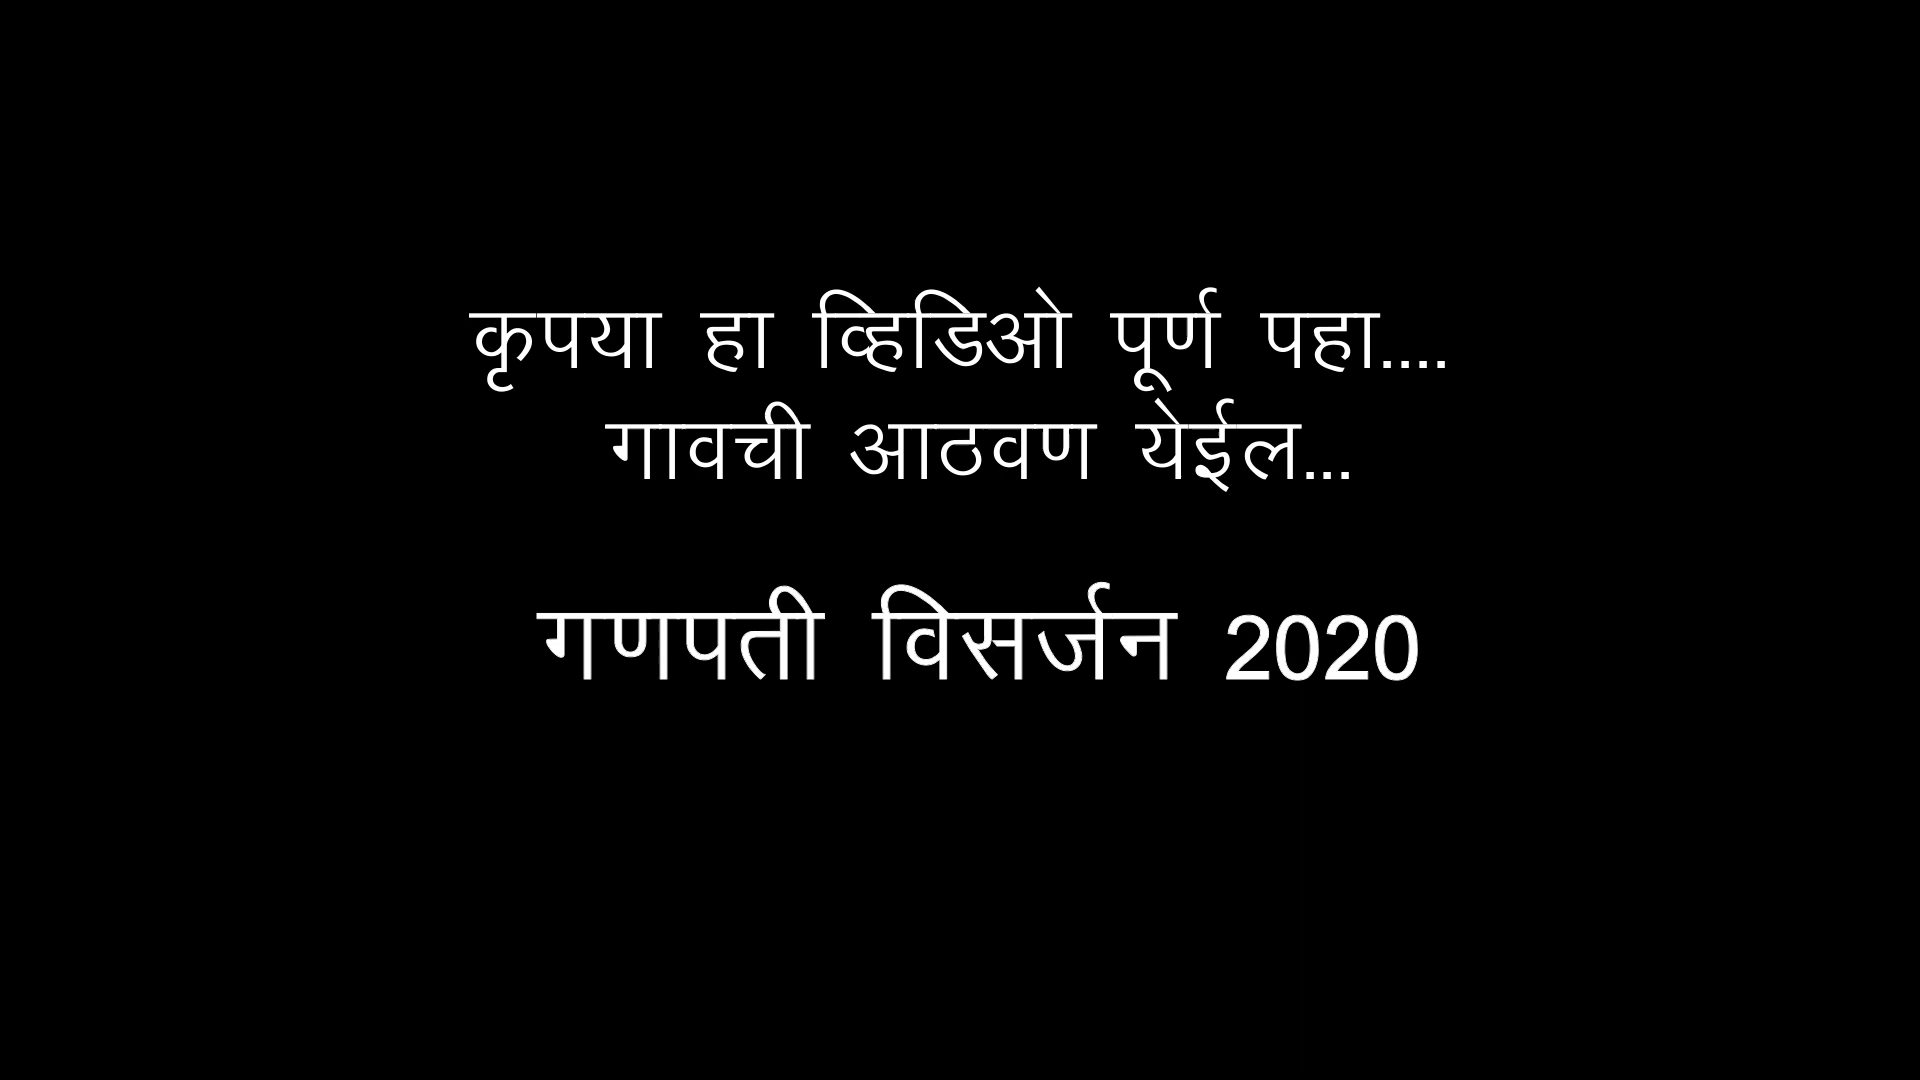 कृपया हा व्हिडिओ पूर्ण पहा....
गावची आठवण येईल...
गणपती विसर्जन 2020